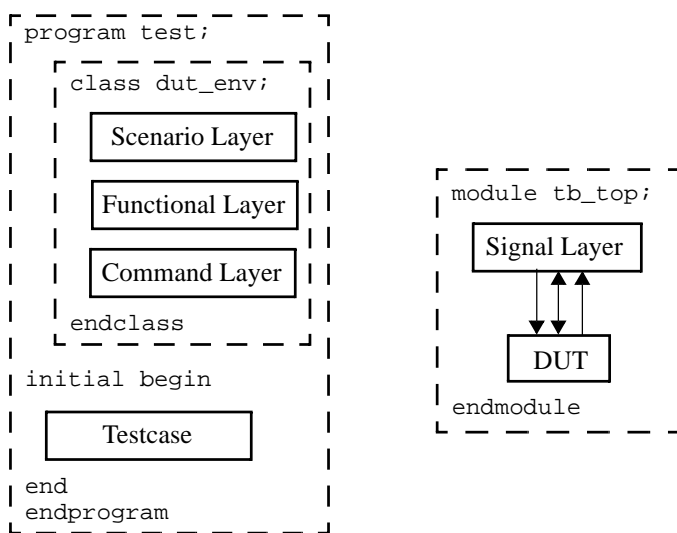 program test;
class dut_env;
Scenario Layer
Functional Layer
Command Layer
endclass
initial begin
Testcase
end
endprogram
module tb_top;
Signal Layer
DUT
endmodule